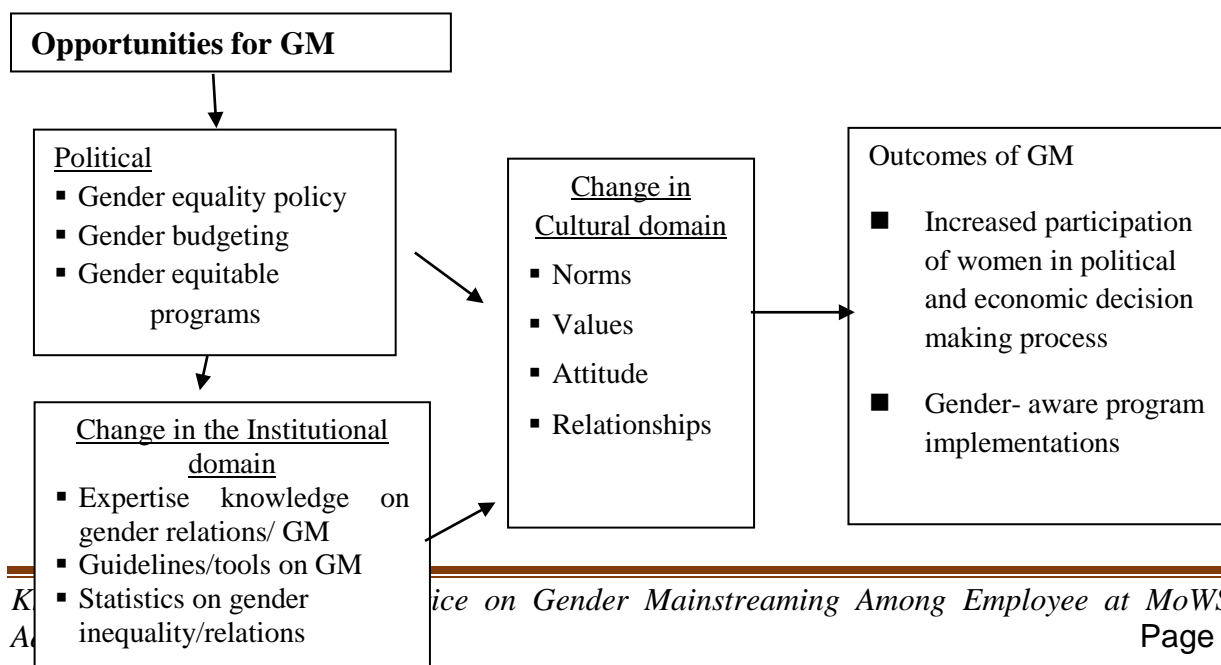 Opportunities for GM
Political
▪ Gender equality policy
▪ Gender budgeting
▪ Gender equitable
programs
Change in the Institutional
domain
▪ Expertise knowledge on
gender relations/ GM
▪ Guidelines/tools on GM
▪ Statistics on gender
inequality/relations
Change in
Cultural domain
▪ Norms
▪ Values
▪ Attitude
▪ Relationships
Outcomes of GM
■ Increased participation
of women in political
and economic decision
making process
■ Gender- aware program
implementations
on Gender Mainstreaming Among Employee at MoWS
Page